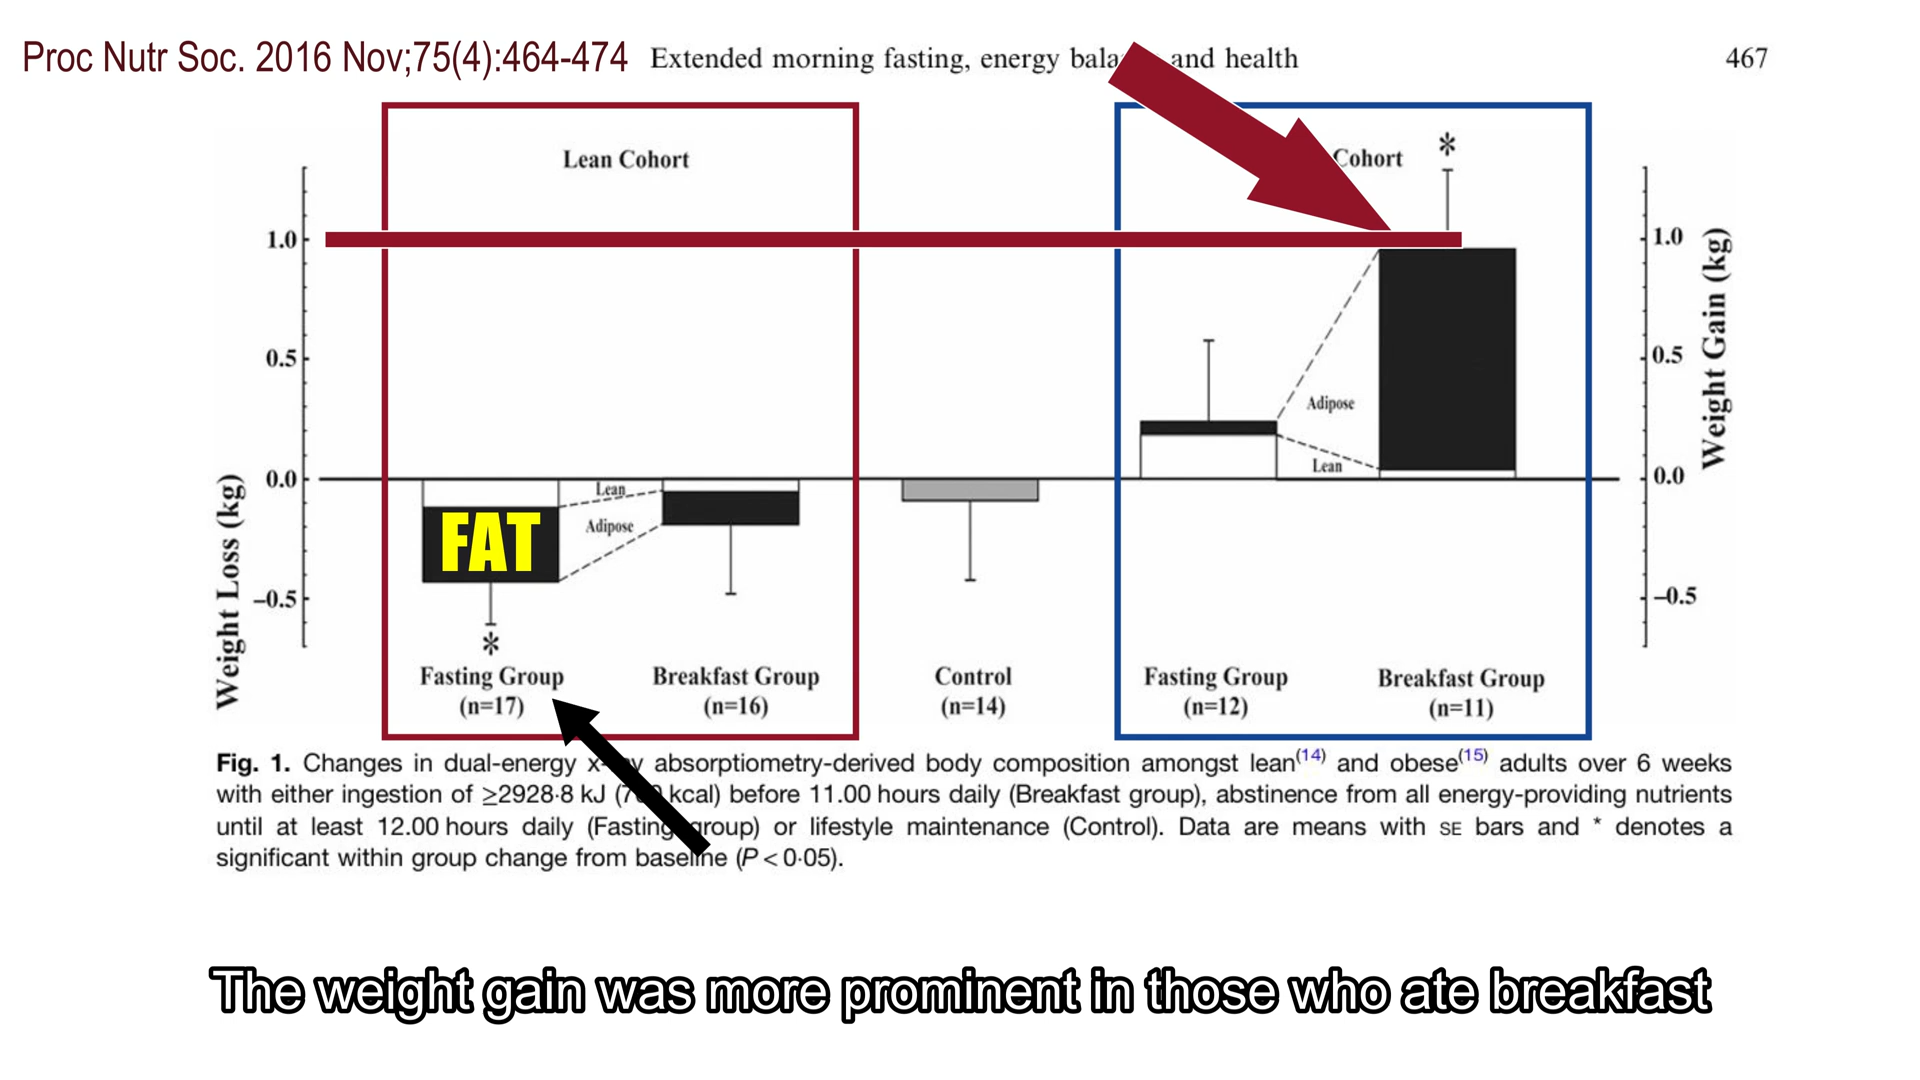 Proc Nutr Soc. 2016 Nov;75(4):464-474
Extended morning fasting, energy and health
467
Lean Cohort
Cohort
*
1.0
0.5
0.0
–0.5
Weight Loss (kg)
1.0
0.5
0.0
–0.5
Weight Gain (kg)
Lean
Adipose
FAT
*
Adipose
Lean
Fasting Group
(n=17)
Breakfast Group
(n=16)
Control
(n=14)
Fasting Group
(n=12)
Breakfast Group
(n=11)
Fig. 1. Changes in dual-energy absorptiometry-derived body composition amongst lean(14) and obese(15) adults over 6 weeks
with either ingestion of ≥2928·8 kJ kcal) before 11.00 hours daily (Breakfast group), abstinence from all energy-providing nutrients
until at least 12.00 hours daily (Fasting group) or lifestyle maintenance (Control). Data are means with SE bars and * denotes a
significant within group change from baseline (P < 0·05).
The weight gain was more prominent in those who ate breakfast